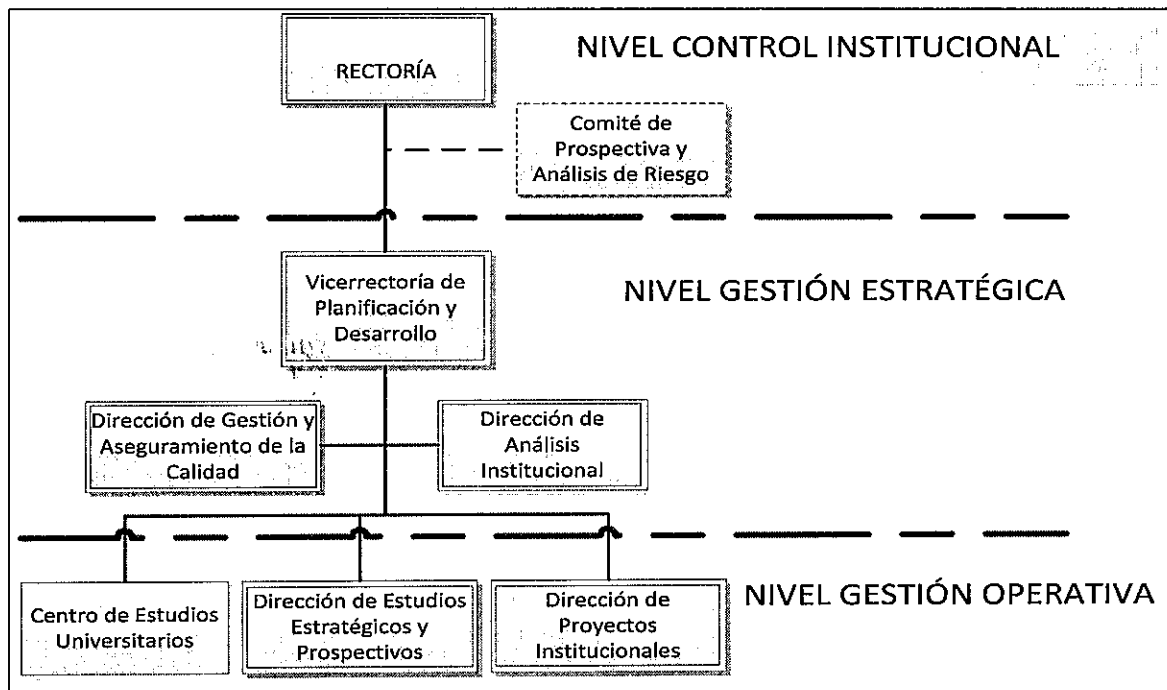 NIVEL CONTROL INSTITUCIONAL
RECTORÍA
Comité de
Prospectiva y
Análisis de Riesgo
Vicerrectoría de
Planificación y
Desarrollo
NIVEL GESTIÓN ESTRATÉGICA
Dirección de Gestión y
Aseguramiento de la
Calidad
Dirección de
Análisis
Institucional
NIVEL GESTIÓN OPERATIVA
Centro de Estudios
Universitarios
Dirección de Estudios
Estratégicos y
Prospectivos
Dirección de
Proyectos
Institucionales